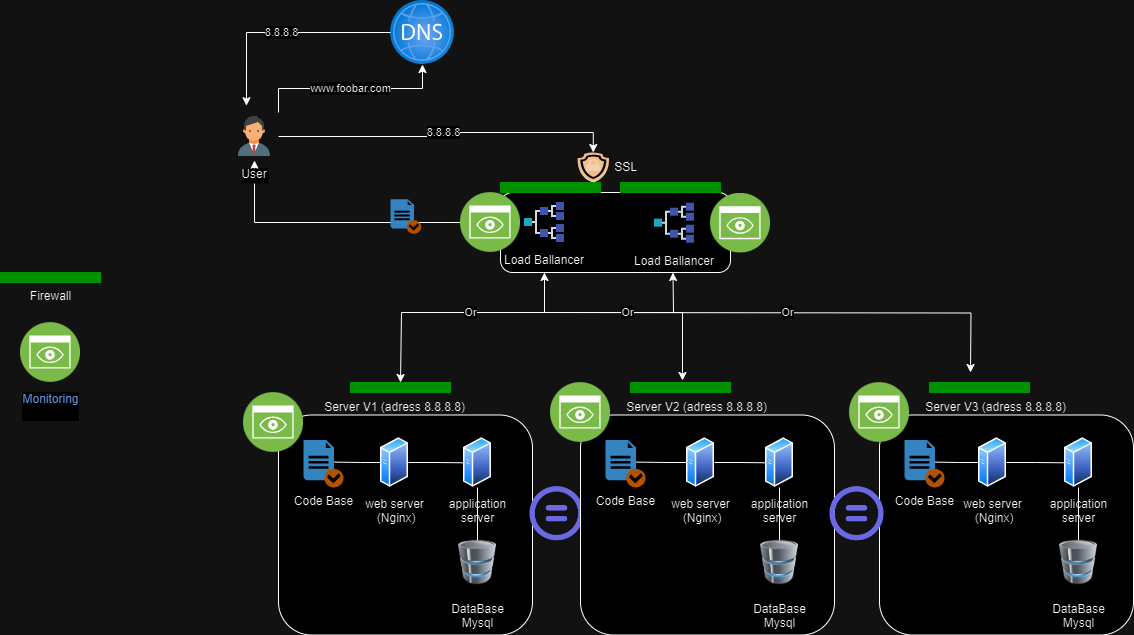 DNS
8.8.8.8
www.foobar.com
8.8.8.8
User
SSL
Load Ballancer
Load Ballancer
Firewall
Monitoring
Or
Or
Or
Server V1 (adress 8.8.8.8)
Server V2 (adress 8.8.8.8)
Server V3 (adress 8.8.8.8)
Code Base
web server
(Nginx)
application
server
DataBase
Mysql
Code Base
web server
(Nginx)
application
server
DataBase
Mysql
Code Base
web server
(Nginx)
application
server
DataBase
Mysql